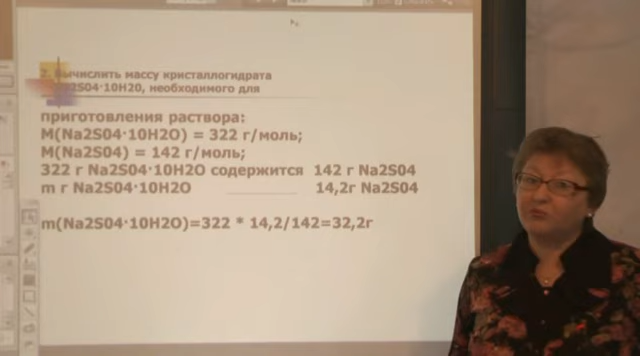 2. Вычислить массу кристаллогидрата
Na2SO4·10H2O, необходимого для
приготовления раствора:
M(Na2SO4·10H2O) = 322 г/моль;
M(Na2SO4) = 142 г/моль;
322 г Na2SO4·10H2O содержится 142 г Na2SO4
m г Na2SO4·10H2O 14,2г Na2SO4
m(Na2SO4·10H2O)=322 * 14,2/142=32,2г